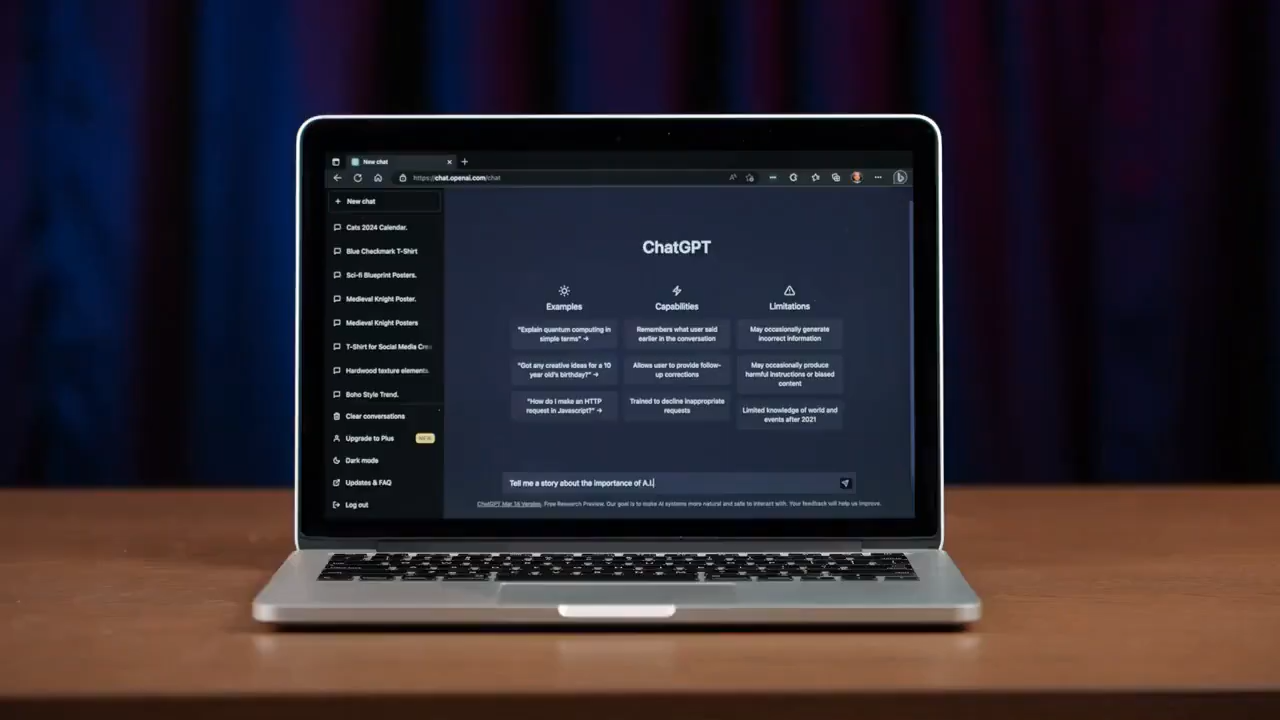 New chat
https://chat.openai.com/chat
New chat
Cats 2024 Calendar.
Blue Checkmark T-Shirt
Sci-fi Blueprint Posters.
Medieval Knight Poster.
Medieval Knight Posters
T-Shirt for Social Media Cre
Hardwood texture elements.
Boho Style Trend.
Clear conversations
Upgrade to Plus
NEW
Dark mode
Updates & FAQ
Log out
ChatGPT
Examples
"Explain quantum computing in
simple terms" →
"Got any creative ideas for a 10
year old's birthday?" →
"How do I make an HTTP
request in Javascript?" →
Capabilities
Remembers what user said
earlier in the conversation
Allows user to provide follow-
up corrections
Trained to decline inappropriate
requests
Limitations
May occasionally generate
incorrect information
May occasionally produce
harmful instructions or biased
content
Limited knowledge of world and
events after 2021
Tell me a story about the importance of A.I.
ChatGPT Mar 14 Version. Free Research Preview. Our goal is to make AI systems more natural and safe to interact with. Your feedback will help us improve.